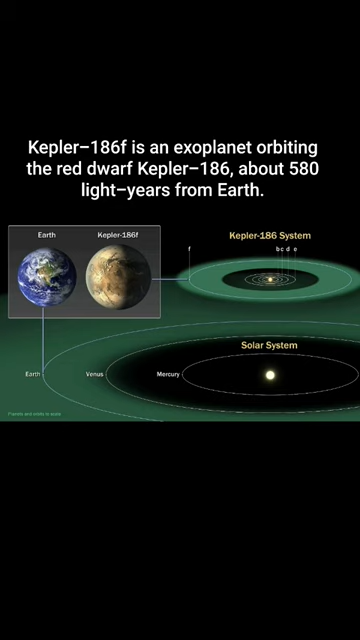 Kepler–186f is an exoplanet orbiting
the red dwarf Kepler–186, about 580
light–years from Earth.
Earth
Kepler-186f
Kepler-186 System
f
b c d e
Solar System
Earth
Venus
Mercury
Planets and orbits to scale